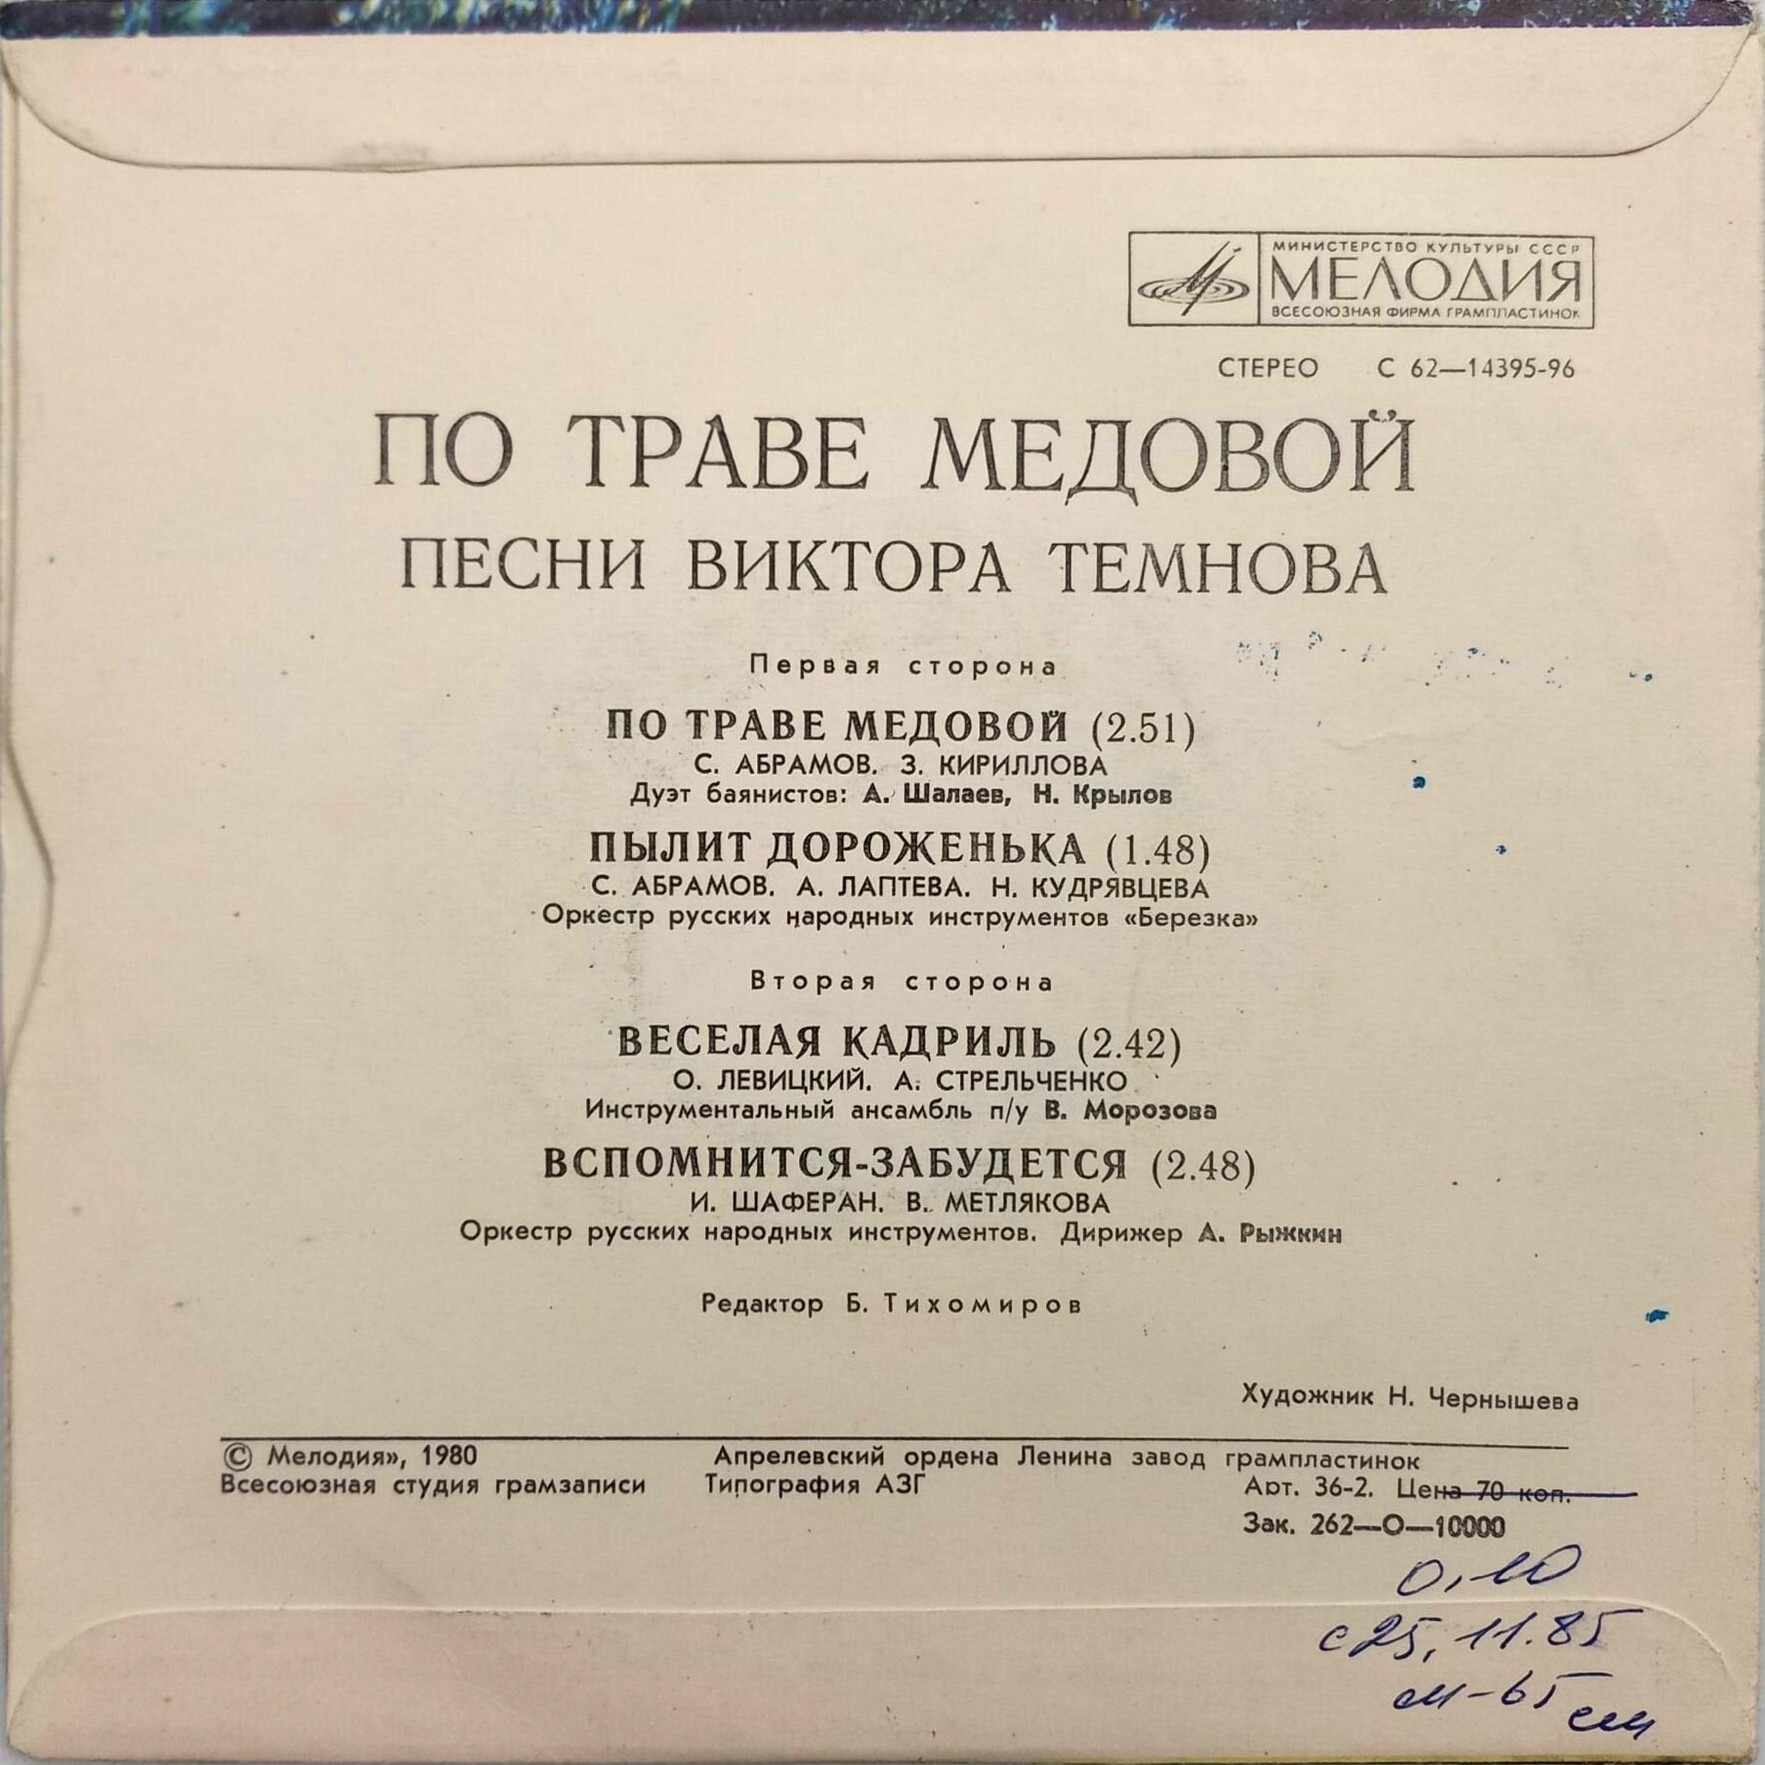 МИНИСТЕРСТВО КУЛЬТУРЫ СССР
МЕЛОДИЯ
ВСЕСОЮЗНАЯ ФИРМА ГРАМПЛАСТИНОК
СТЕРЕО С 62—14395-96
ПО ТРАВЕ МЕДОВОЙ
ПЕСНИ ВИКТОРА ТЕМНОВА
Первая сторона
ПО ТРАВЕ МЕДОВОЙ (2.51)
С. АБРАМОВ. З. КИРИЛЛОВА
Дуэт баянистов: А. Шалаев, Н. Крылов
ПЫЛИТ ДОРОЖЕНЬКА (1.48)
С. АБРАМОВ. А. ЛАПТЕВА. Н. КУДРЯВЦЕВА
Оркестр русских народных инструментов «Березка»
Вторая сторона
ВЕСЕЛАЯ КАДРИЛЬ (2.42)
О. ЛЕВИЦКИЙ. А. СТРЕЛЬЧЕНКО
Инструментальный ансамбль п/у В. Морозова
ВСПОМНИТСЯ-ЗАБУДЕТСЯ (2.48)
И. ШАФЕРАН. В. МЕТЛЯКОВА
Оркестр русских народных инструментов. Дирижер А. Рыжкин
Редактор Б. Тихомиров
Художник Н. Чернышева
© Мелодия», 1980 Апрелевский ордена Ленина завод грампластинок
Всесоюзная студия грамзаписи Типография АЗГ Арт. 36-2. Цена 70 коп.
Зак. 262—О—10000
0,10
с 25, 11.85